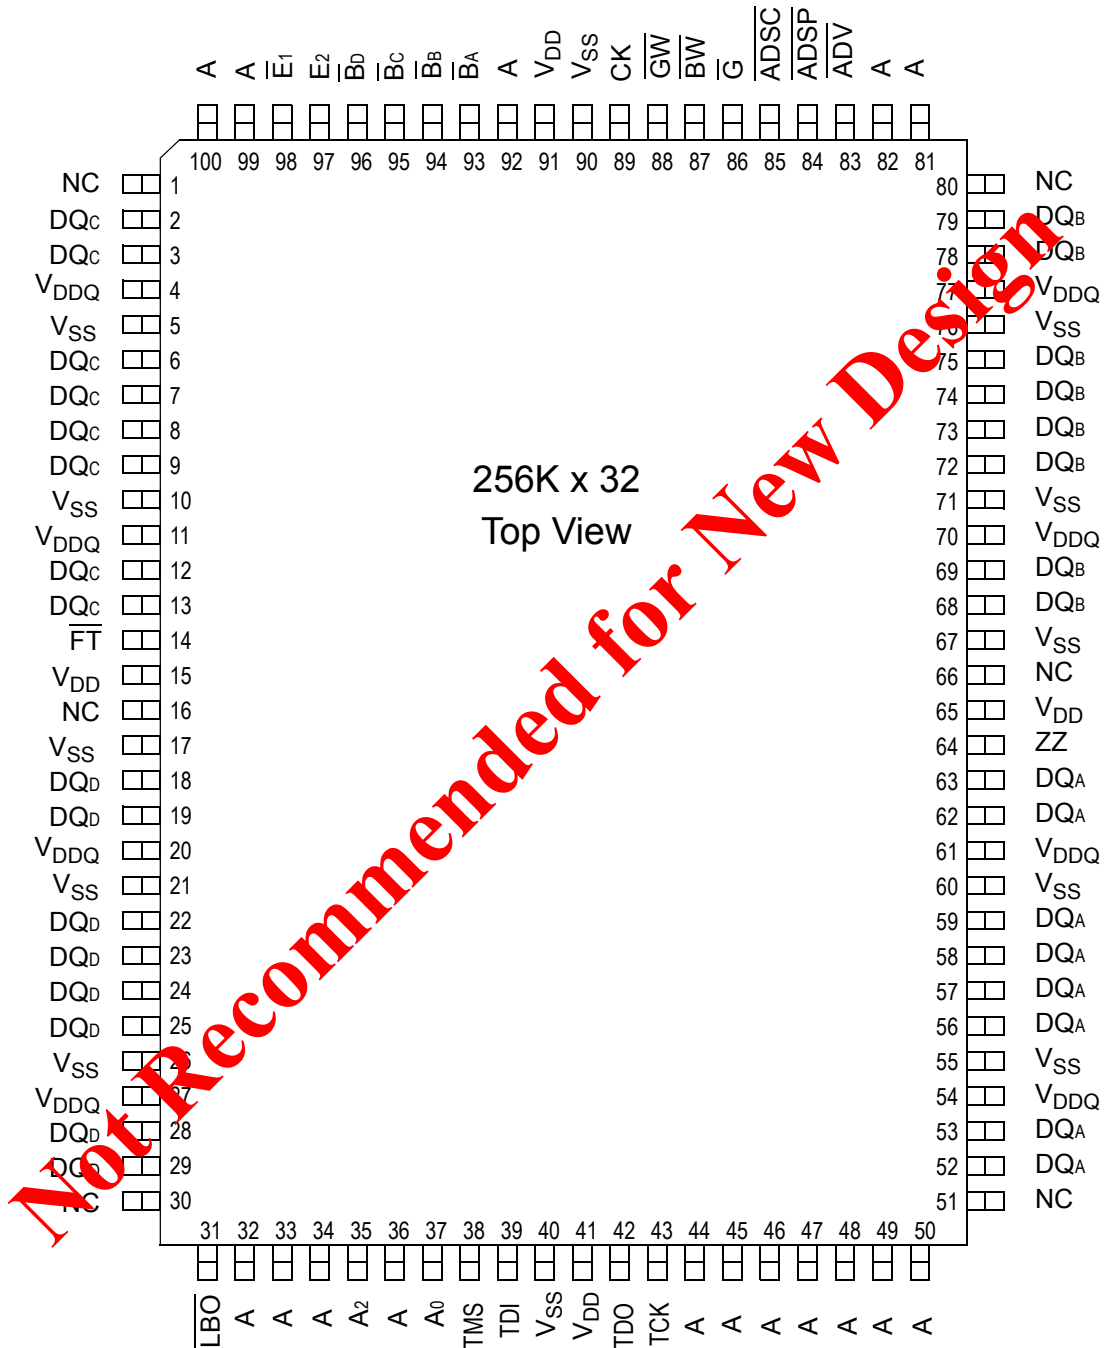 A A E1 E2 BD BC BB BA A VDD VSS CK GW BW G ADSC ADSP ADV A A
100 99 98 97 96 95 94 93 92 91 90 89 88 87 86 85 84 83 82 81
NC 1 80 NC
DQC 2 79 DQB
DQC 3 78 DQB
VDDQ 4 77 VDDQ
VSS 5 76 VSS
DQC 6 75 DQB
DQC 7 74 DQB
DQC 8 73 DQB
DQC 9 72 DQB
VSS 10 71 VSS
VDDQ 11 70 VDDQ
DQC 12 69 DQB
DQC 13 68 DQB
FT 14 67 VSS
VDD 15 66 NC
NC 16 65 VDD
VSS 17 64 ZZ
DQD 18 63 DQA
DQD 19 62 DQA
VDDQ 20 61 VDDQ
VSS 21 60 VSS
DQD 22 59 DQA
DQD 23 58 DQA
DQD 24 57 DQA
DQD 25 56 DQA
VSS 26 55 VSS
VDDQ 27 54 VDDQ
DQD 28 53 DQA
DQD 29 52 DQA
NC 30 51 NC
256K x 32
Top View
Not Recommended for New Design
31 32 33 34 35 36 37 38 39 40 41 42 43 44 45 46 47 48 49 50
LBO A A A A2 A A0 TMS TDI VSS VDD TDO TCK A A A A A A A